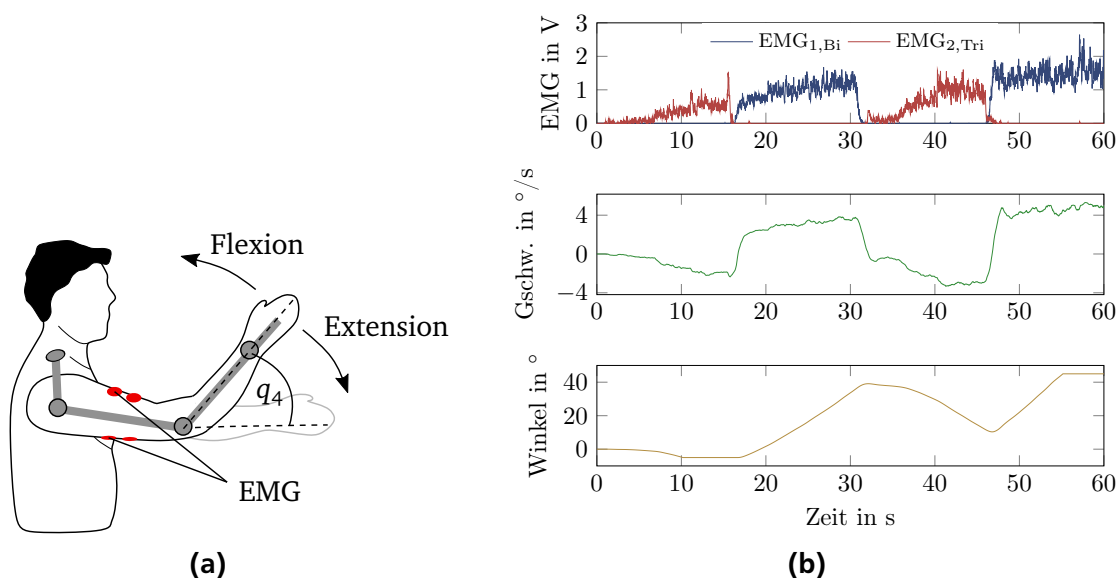 Flexion
Extension
q4
EMG
(a)
EMG1,Bi EMG2,Tri
EMG in V
3
2
1
0
0 10 20 30 40 50 60
Gschw. in °/s
4
0
−4
0 10 20 30 40 50 60
Winkel in °
40
20
0
0 10 20 30 40 50 60
Zeit in s
(b)